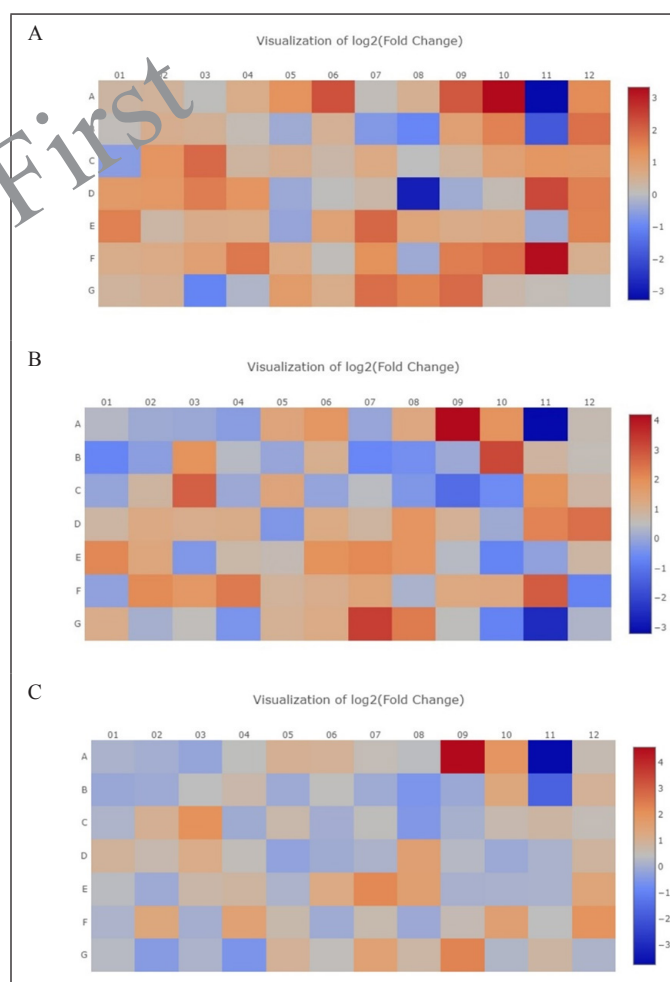 A
Visualization of log2(Fold Change)
01 02 03 04 05 06 07 08 09 10 11 12
A
B
C
D
E
F
G
3
2
1
0
−1
−2
−3
First
B
Visualization of log2(Fold Change)
01 02 03 04 05 06 07 08 09 10 11 12
A
B
C
D
E
F
G
4
3
2
1
0
−1
−2
−3
C
Visualization of log2(Fold Change)
01 02 03 04 05 06 07 08 09 10 11 12
A
B
C
D
E
F
G
4
3
2
1
0
−1
−2
−3